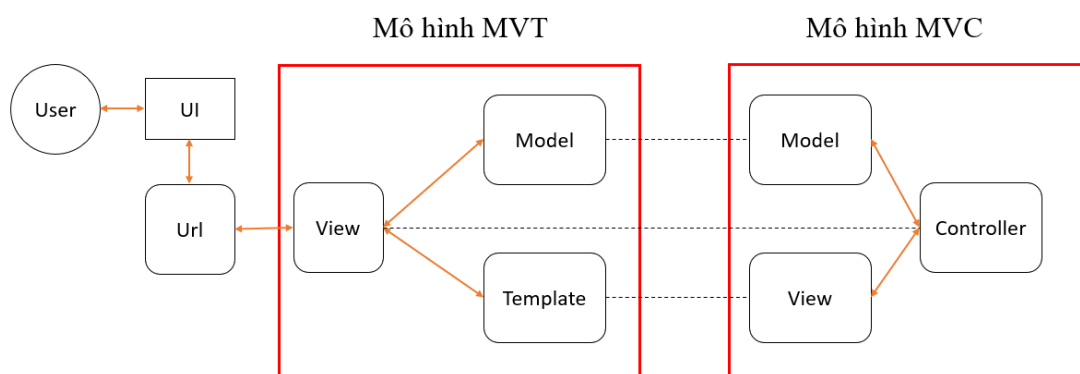 Mô hình MVT
Mô hình MVC
User
UI
Model
Model
Url
View
Controller
Template
View